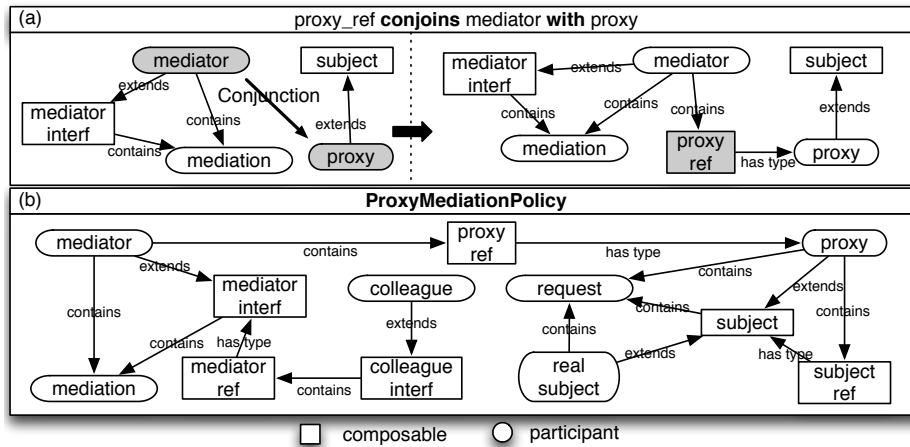 (a)
proxy_ref conjoins mediator with proxy
mediator
subject
extends
Conjunction
mediator
interf
contains
extends
contains
mediation
proxy
mediator
interf
extends
mediator
subject
contains
contains
contains
extends
mediation
proxy
ref
has type
proxy
(b)
ProxyMediationPolicy
mediator
contains
proxy
ref
has type
proxy
extends
contains
mediator
interf
colleague
request
extends
contains
contains
subject
contains
extends
contains
has type
contains
mediation
mediator
ref
contains
colleague
interf
real
subject
extends
has type
subject
ref
composable
participant